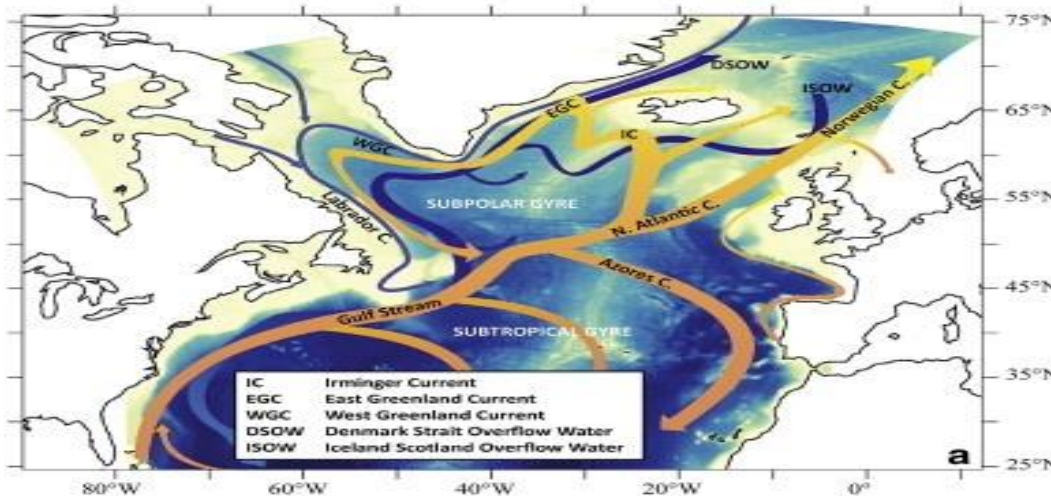 75°N
DSOW
ISOW
65°N
EGC
Norwegian C.
IC
WGC
55°N
SUBPOLAR GYRE
Labrador C.
N. Atlantic C.
Azores C.
45°N
Gulf Stream
SUBTROPICAL GYRE
35°N
IC Irminger Current
EGC East Greenland Current
WGC West Greenland Current
DSOW Denmark Strait Overflow Water
ISOW Iceland Scotland Overflow Water
a
25°N
80°W 60°W 40°W 20°W 0°